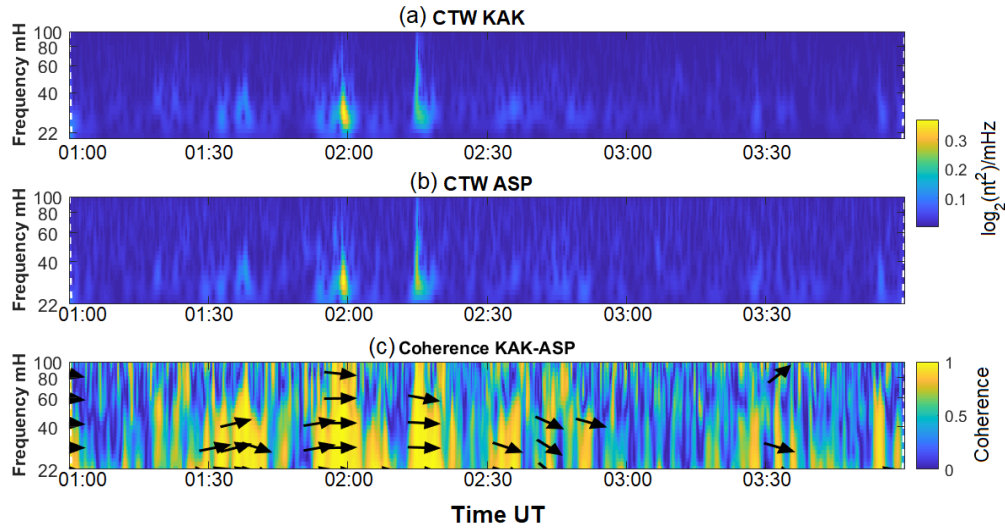 (a) CTW KAK
Frequency mH
100
80
60
40
22
01:00 01:30 02:00 02:30 03:00 03:30
(b) CTW ASP
Frequency mH
100
80
60
40
22
01:00 01:30 02:00 02:30 03:00 03:30
0.3
0.2
0.1
log2(nt²)/mHz
(c) Coherence KAK-ASP
Frequency mH
100
80
60
40
22
01:00 01:30 02:00 02:30 03:00 03:30
1
0.5
0
Coherence
Time UT